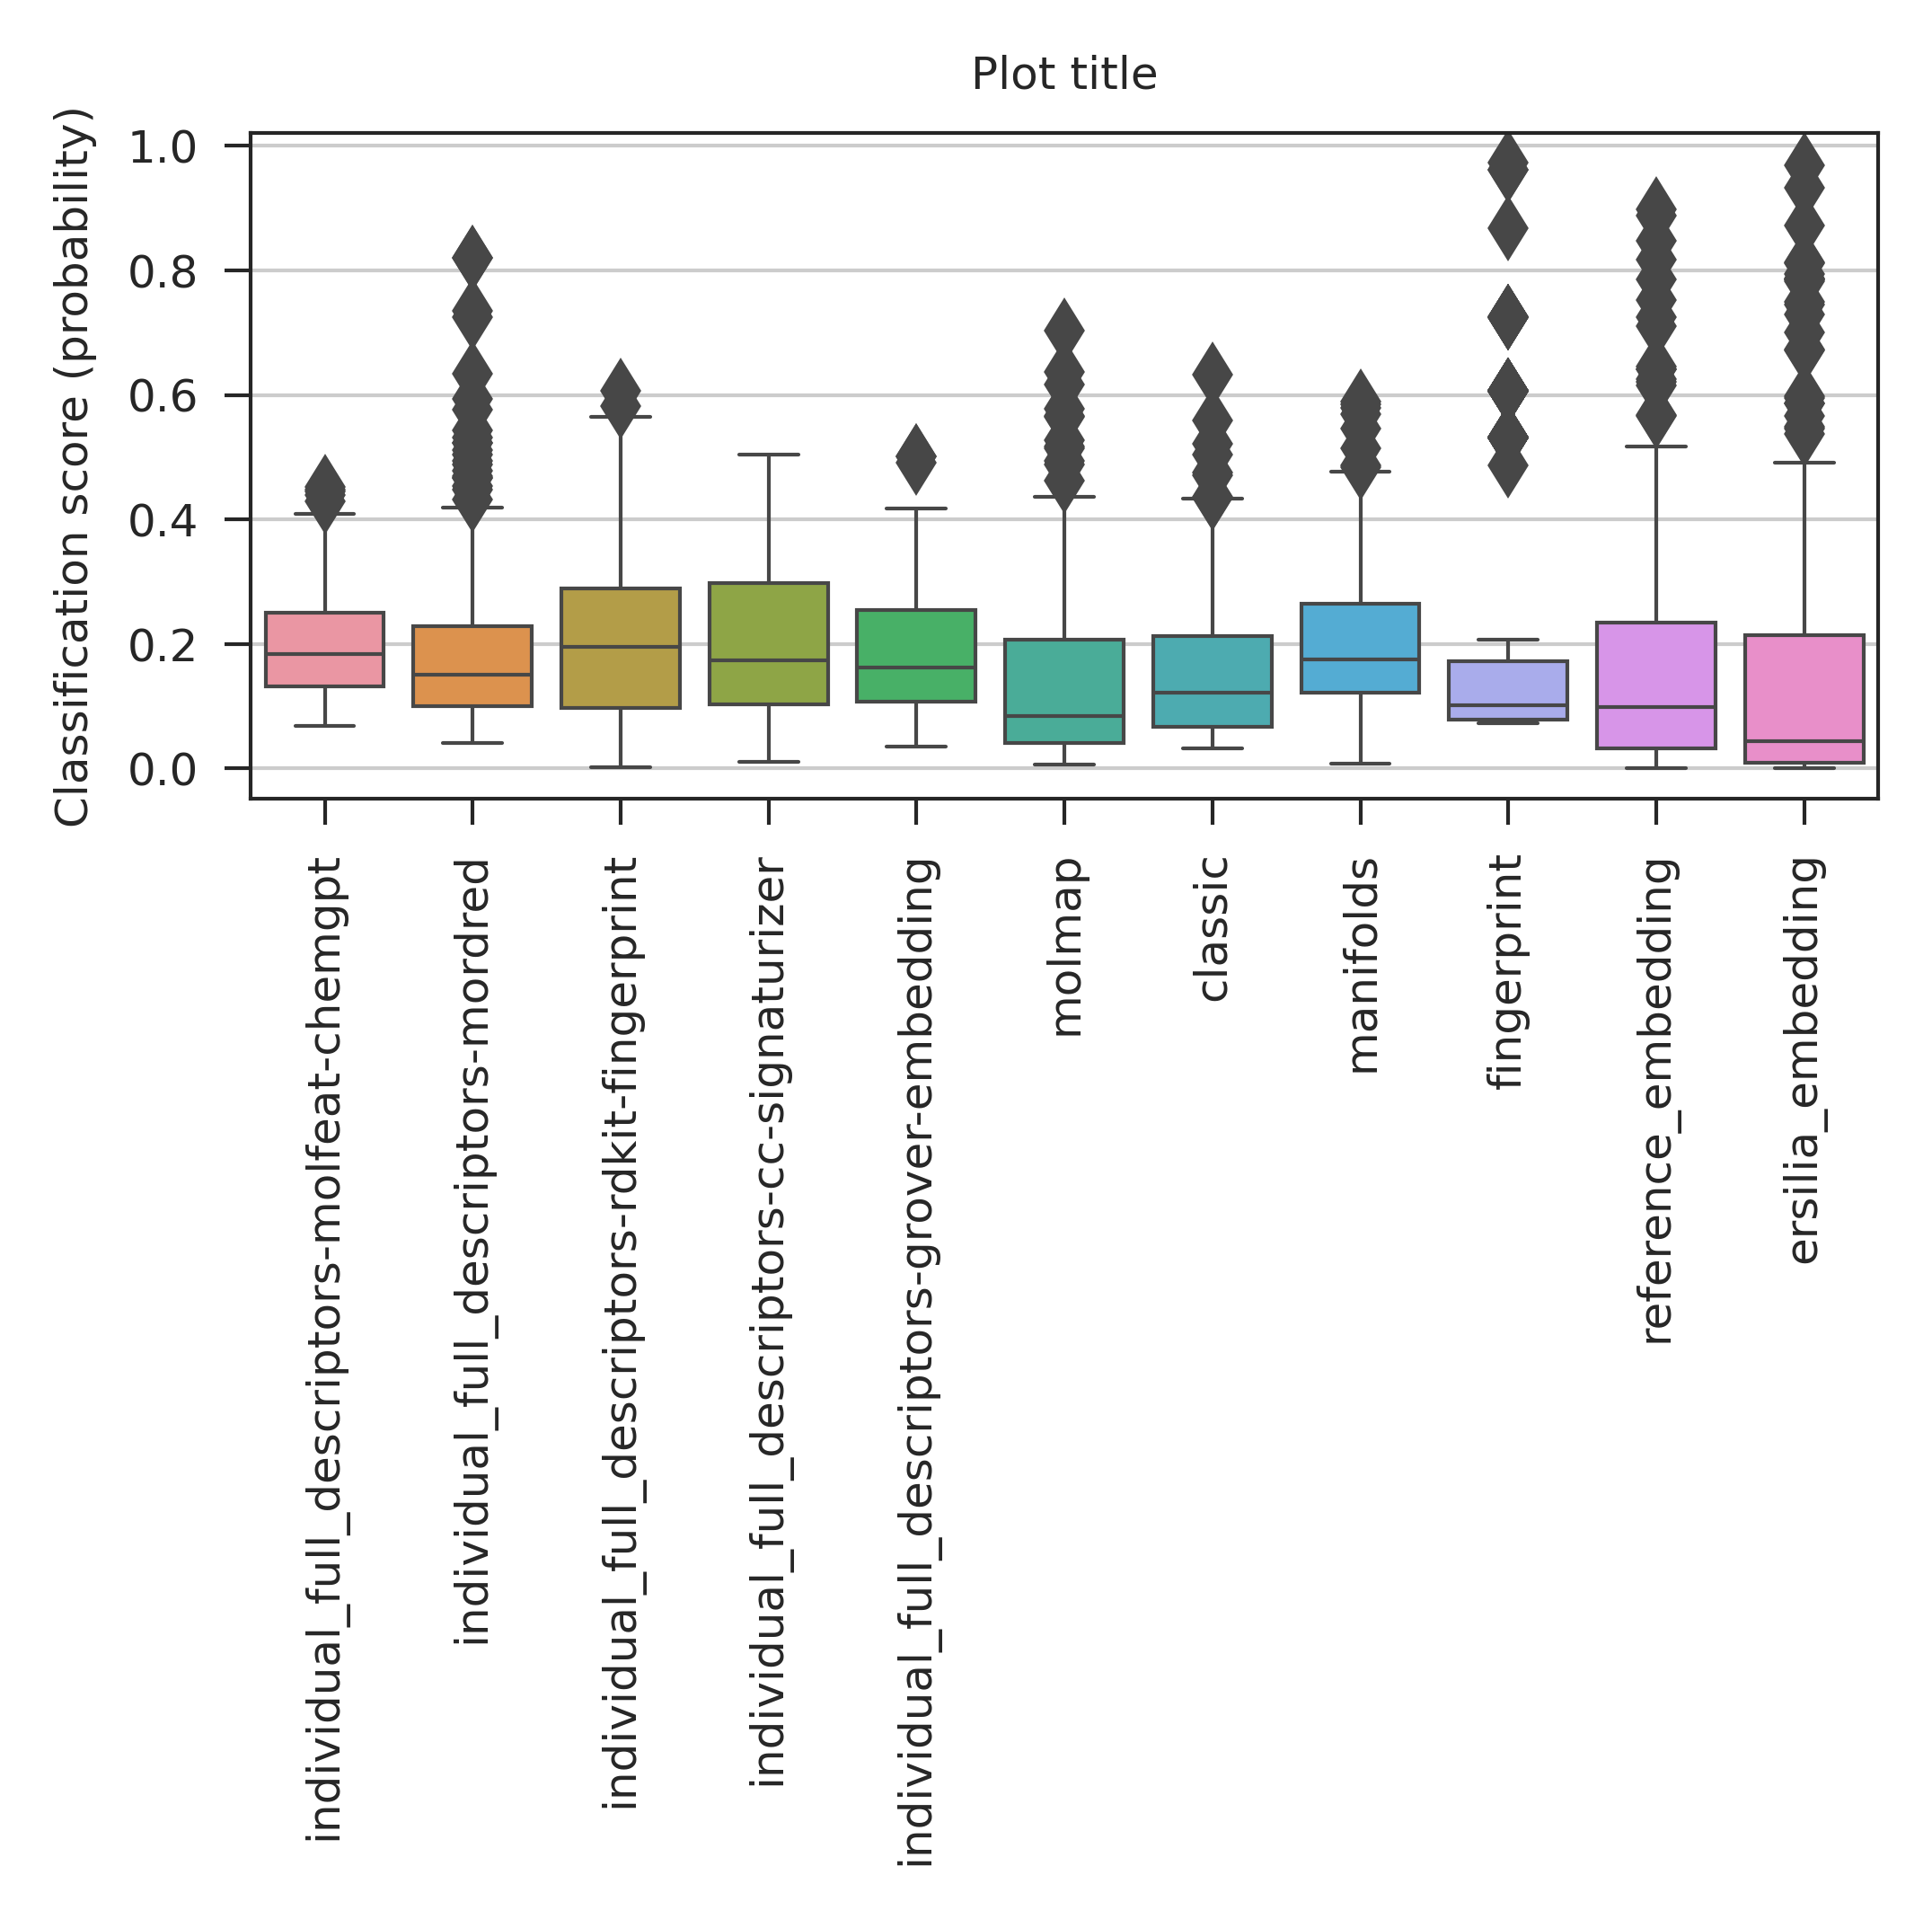 Plot title
Classification score (probability)
1.0
0.8
0.6
0.4
0.2
0.0
individual_full_descriptors-molfeat-chemgpt
individual_full_descriptors-mordred
individual_full_descriptors-rdkit-fingerprint
individual_full_descriptors-cc-signaturizer
individual_full_descriptors-grover-embedding
molmap
classic
manifolds
fingerprint
reference_embedding
ersilia_embedding